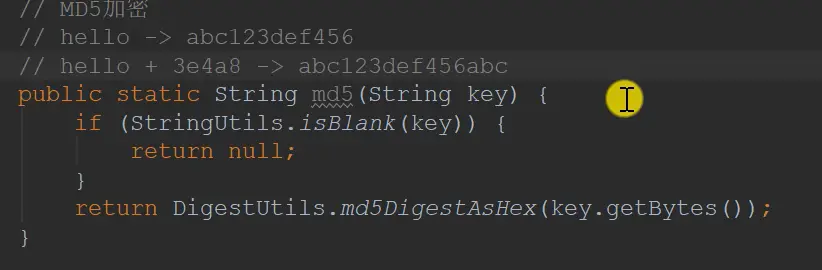 // MD5加密
// hello -> abc123def456
// hello + 3e4a8 -> abc123def456abc
public static String md5(String key) {
    if (StringUtils.isBlank(key)) {
        return null;
    }
    return DigestUtils.md5DigestAsHex(key.getBytes());
}